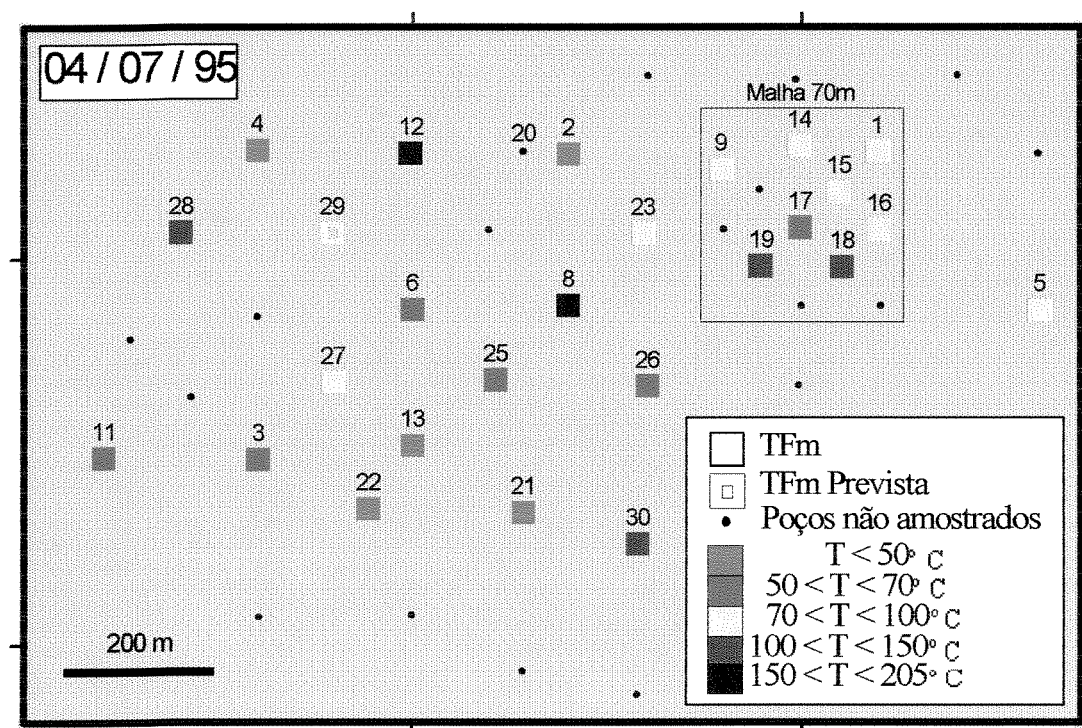 04 / 07 / 95
Malha 70m
4
12
20
2
14
1
9
15
28
29
23
17
16
19
18
6
8
5
27
25
26
11
3
13
22
21
30
TFm
TFm Prevista
Poços não amostrados
T < 50° C
50 < T < 70° C
70 < T < 100° C
100 < T < 150° C
150 < T < 205° C
200 m